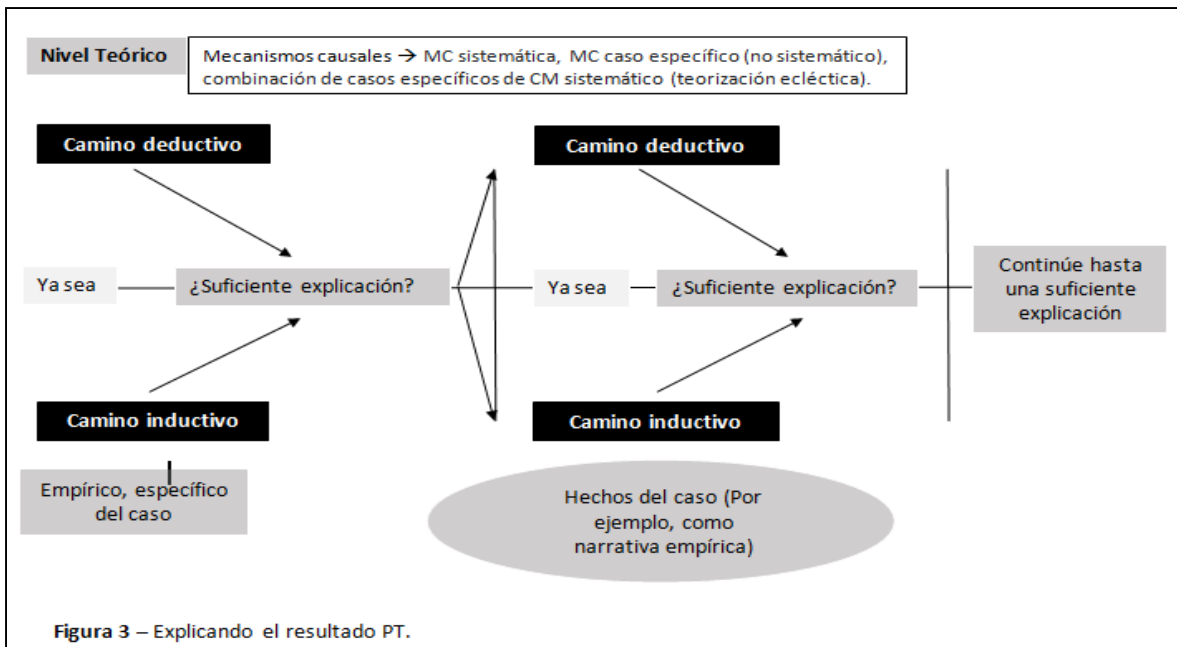 Nivel Teórico
Mecanismos causales → MC sistemática, MC caso específico (no sistemático),
combinación de casos específicos de CM sistemático (teorización ecléctica).
Camino deductivo
Camino deductivo
Ya sea
¿Suficiente explicación?
Ya sea
¿Suficiente explicación?
Continúe hasta
una suficiente
explicación
Camino inductivo
Camino inductivo
Empírico, específico
del caso
Hechos del caso (Por
ejemplo, como
narrativa empírica)
Figura 3 – Explicando el resultado PT.